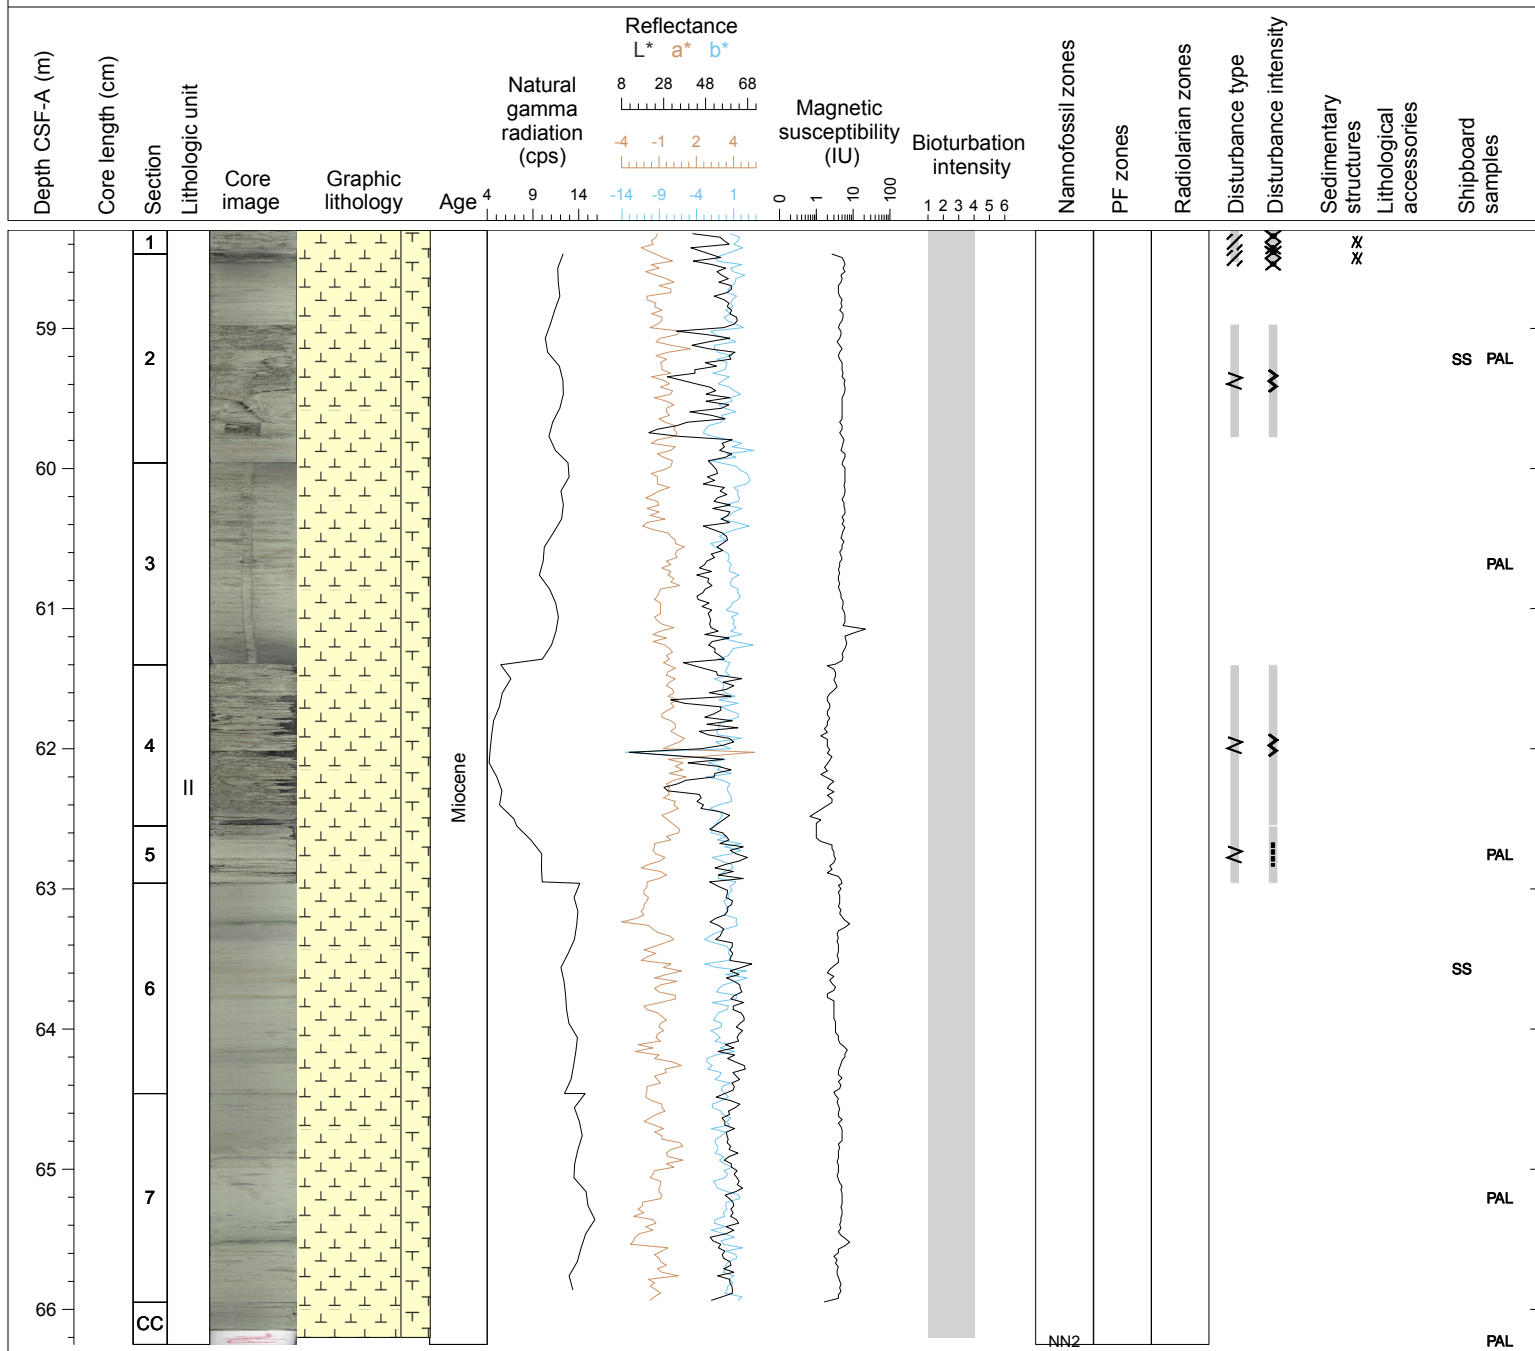 Depth CSF-A (m)
Core length (cm)
Section
Lithologic unit
Core
image
Graphic
lithology
Age
Natural
gamma
radiation
(cps)
4 9 14
Reflectance
L* a* b*
8 28 48 68
-4 -1 2 4
-14 -9 -4 1
Magnetic
susceptibility
(IU)
0 1 10 100
Bioturbation
intensity
1 2 3 4 5 6
Nannofossil zones
PF zones
Radiolarian zones
Disturbance type
Disturbance intensity
Sedimentary
structures
Lithological
accessories
Shipboard
samples
1
59
2
SS PAL
60
3
PAL
61
4
62
II
Miocene
5
PAL
63
6
SS
64
65
7
PAL
66
CC
NN2
PAL